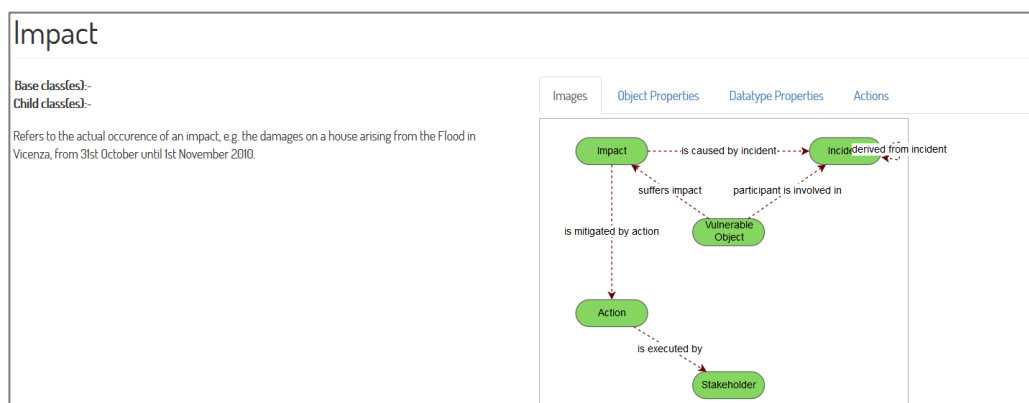 Impact
Base class(es):-
Child class(es):-
Refers to the actual occurence of an impact, e.g. the damages on a house arising from the Flood in
Vicenza, from 31st October until 1st November 2010.
Images Object Properties Datatype Properties Actions
Impact is caused by incident derived from incident
suffers impact participant is involved in
Vulnerable
Object
is mitigated by action
Action
is executed by
Stakeholder